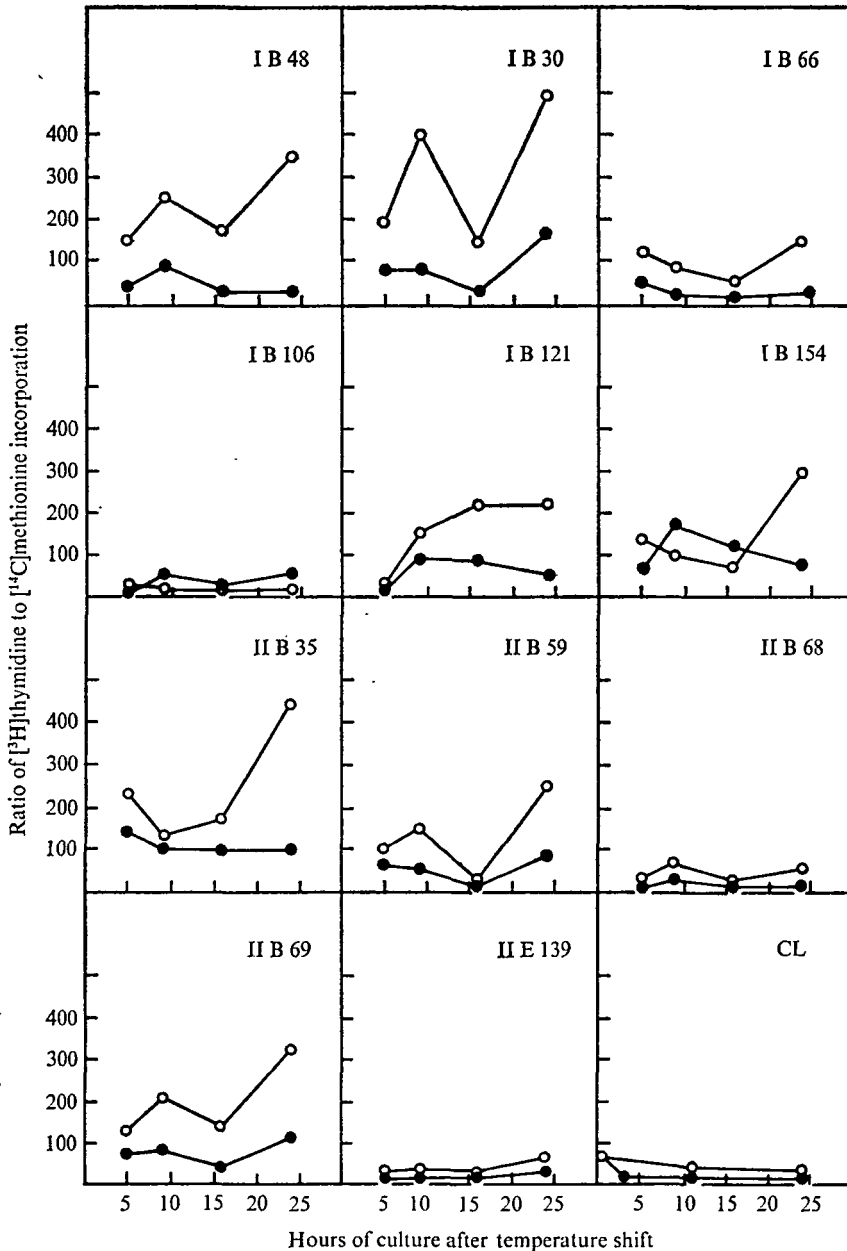 I B 48
I B 30
I B 66
400
300
200
100
I B 106
I B 121
I B 154
400
300
200
100
II B 35
II B 59
II B 68
400
300
200
100
II B 69
II E 139
CL
400
300
200
100
5 10 15 20 25 5 10 15 20 25 5 10 15 20 25
Ratio of [³H]thymidine to [¹⁴C]methionine incorporation
Hours of culture after temperature shift